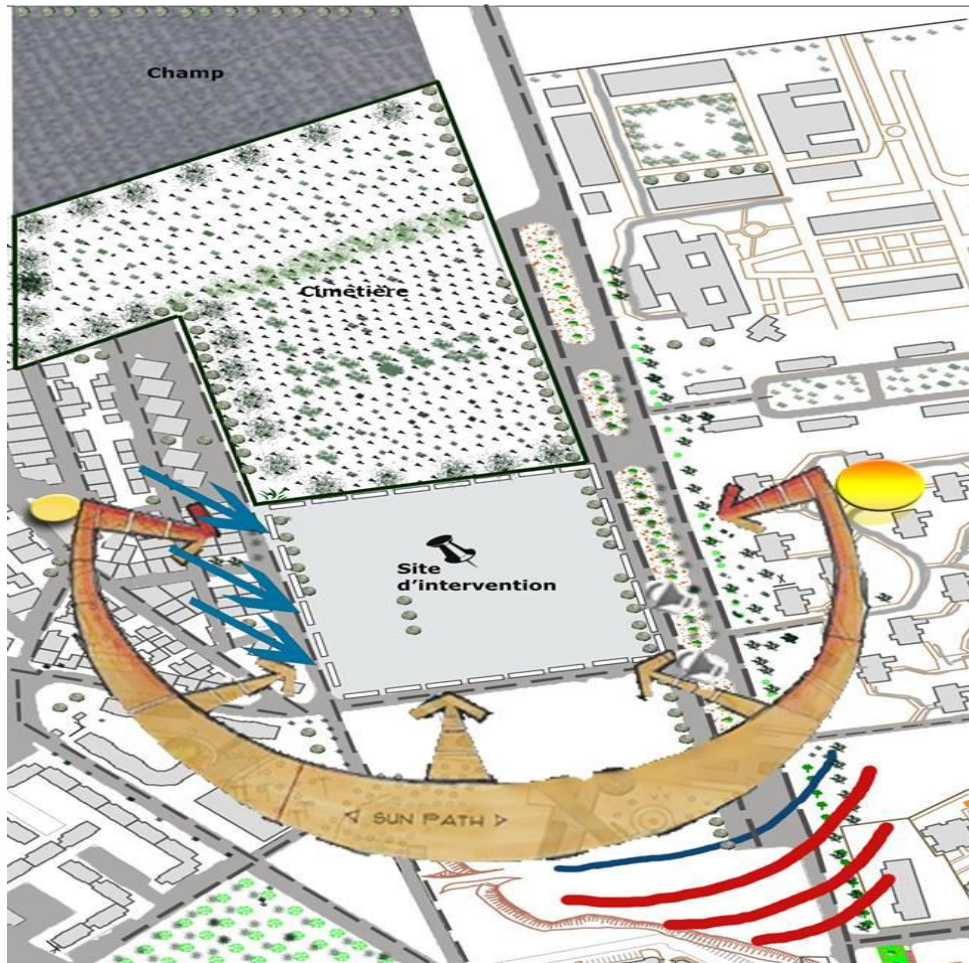 Champ
Cimetière
Site
d'intervention
◁ SUN PATH ▷